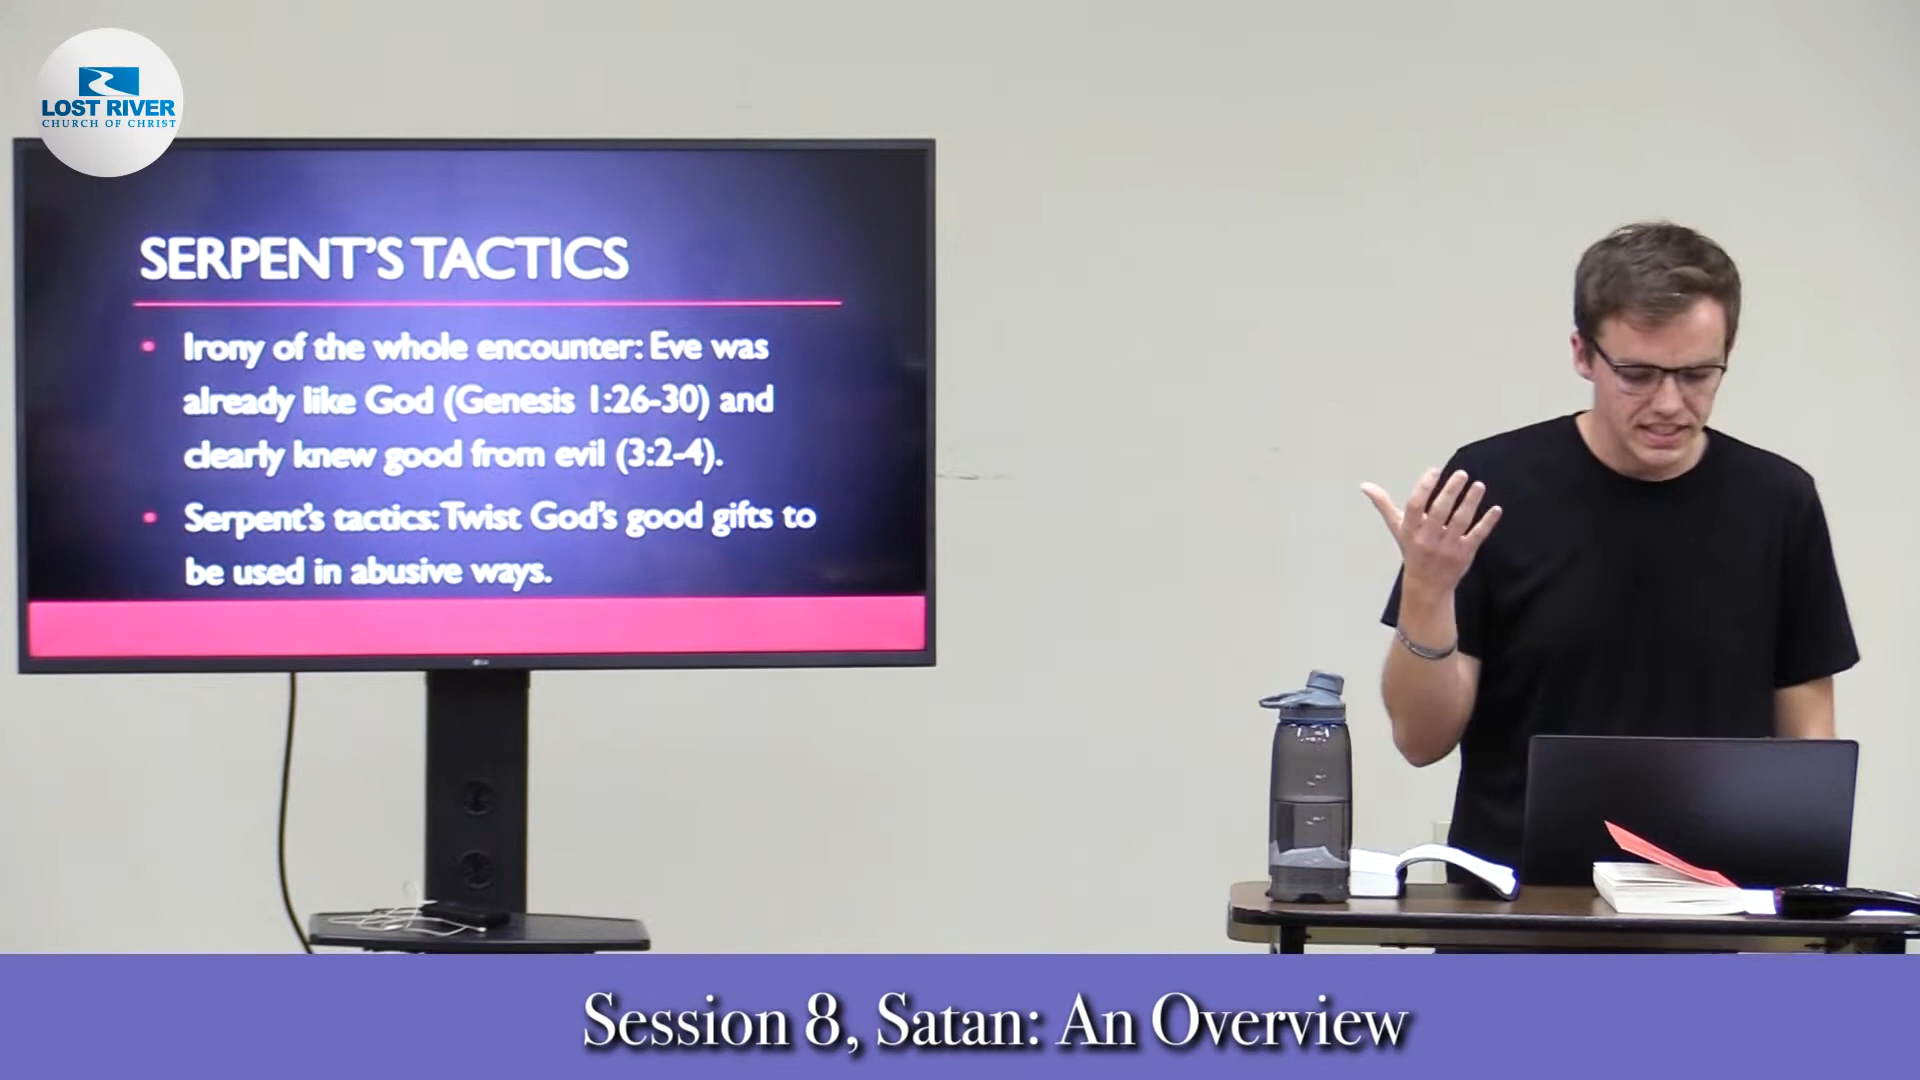 LOST RIVER
CHURCH OF CHRIST
SERPENT'S TACTICS
• Irony of the whole encounter: Eve was
already like God (Genesis 1:26-30) and
clearly knew good from evil (3:2-4).
• Serpent's tactics: Twist God's good gifts to
be used in abusive ways.
LG
Session 8, Satan: An Overview